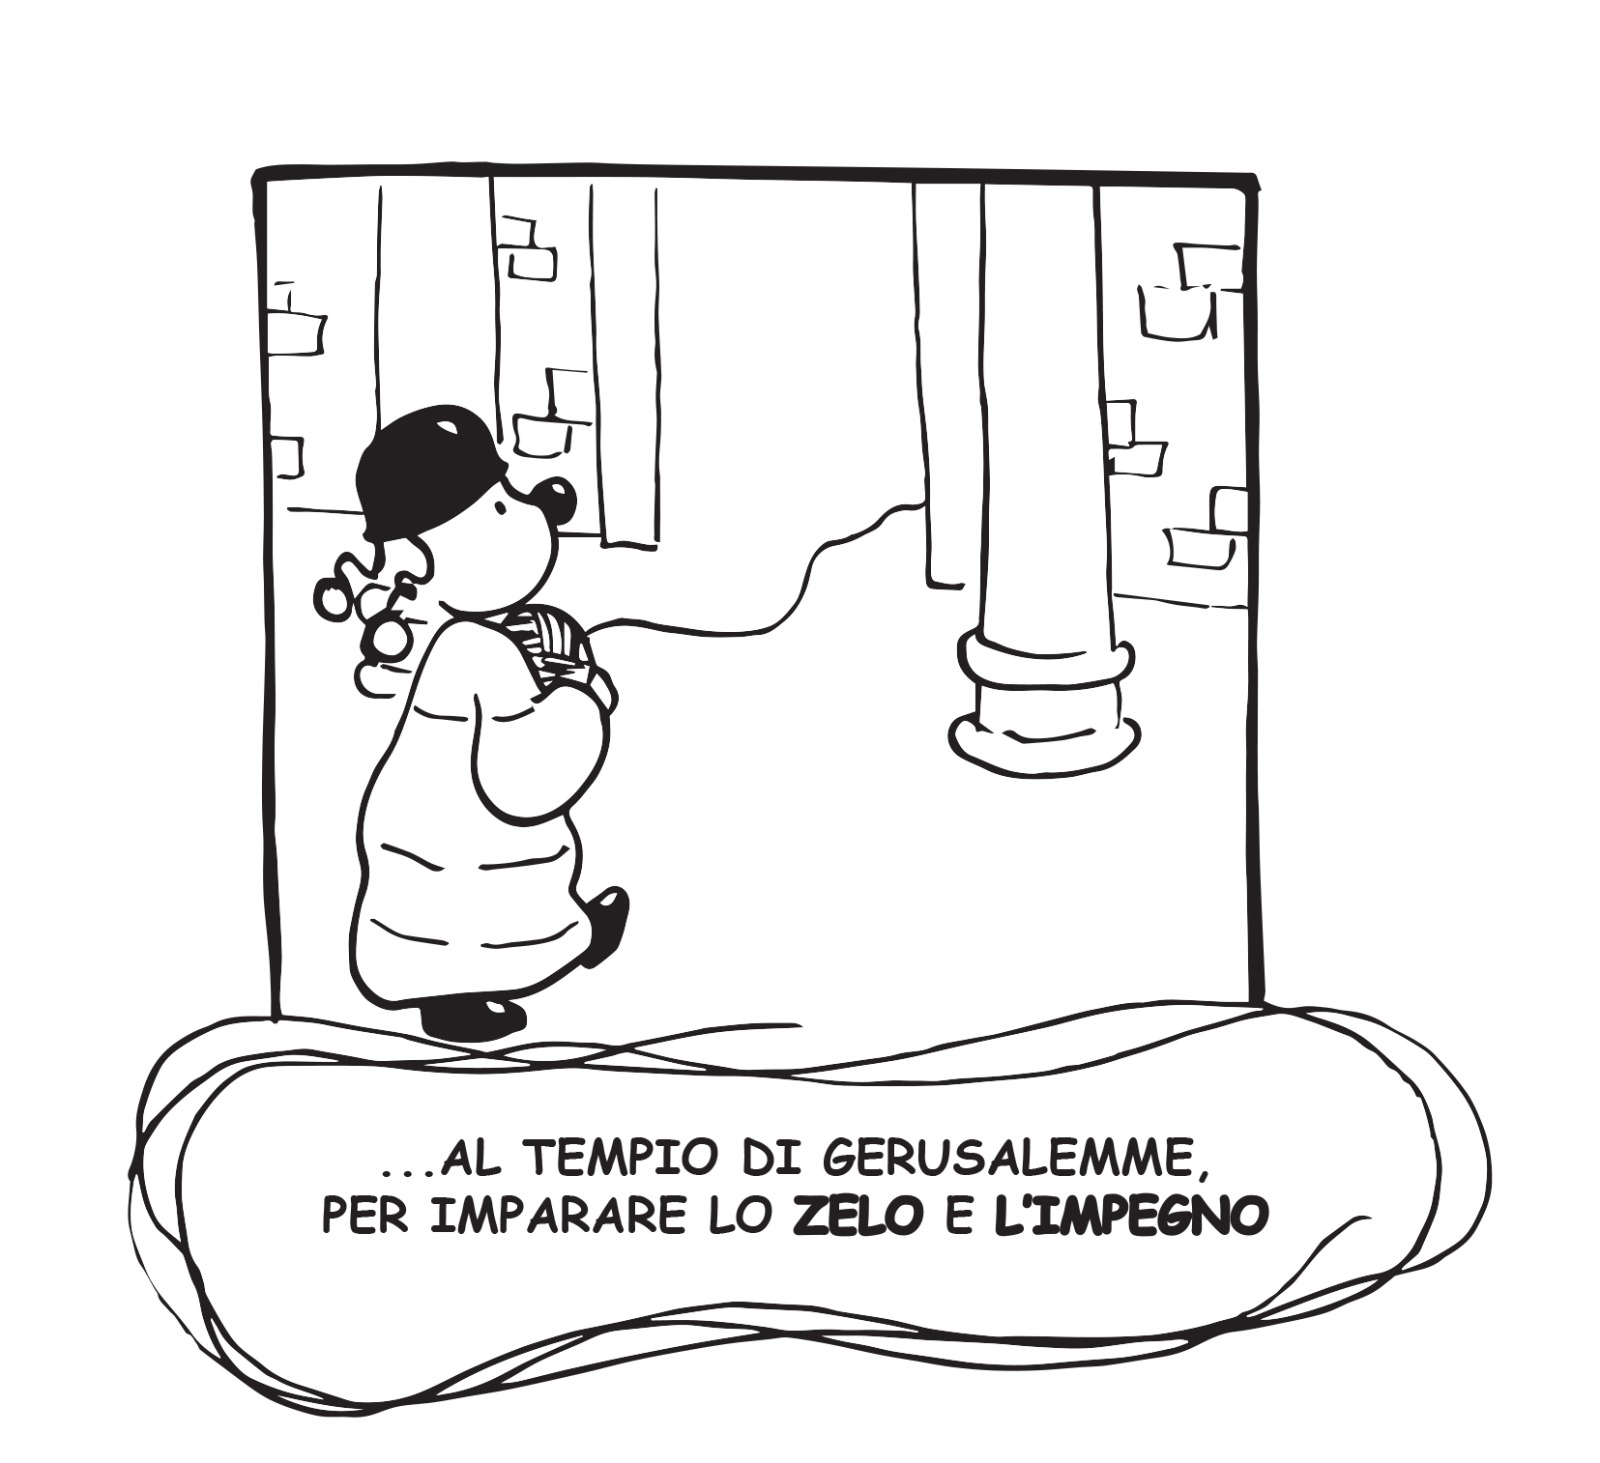 ...AL TEMPIO DI GERUSALEMME,
PER IMPARARE LO ZELO E L'IMPEGNO